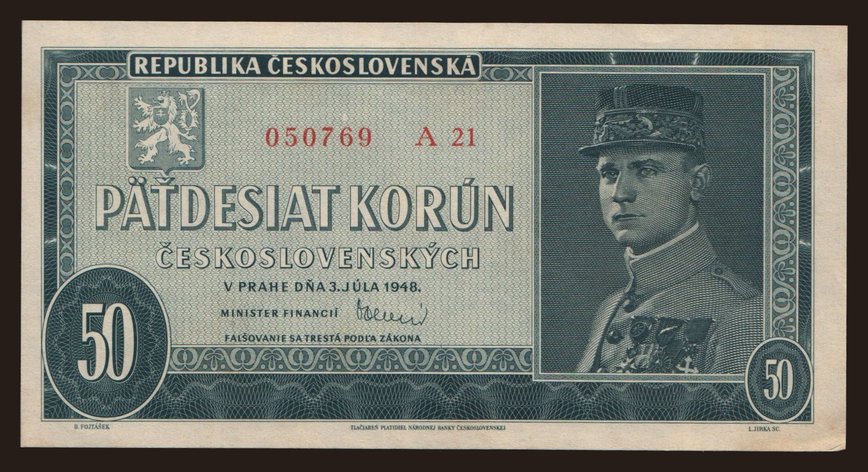 REPUBLIKA ČESKOSLOVENSKÁ
050769 A 21
PÄŤDESIAT KORÚN
ČESKOSLOVENSKÝCH
V PRAHE DŇA 3. JÚLA 1948.
MINISTER FINANCIÍ
FALŠOVANIE SA TRESTÁ PODĽA ZÁKONA
50
50
B. FOJTÁŠEK
TLAČIAREŇ PLATIDIEL NÁRODNEJ BANKY ČESKOSLOVENSKEJ
L. JIRKA SC.